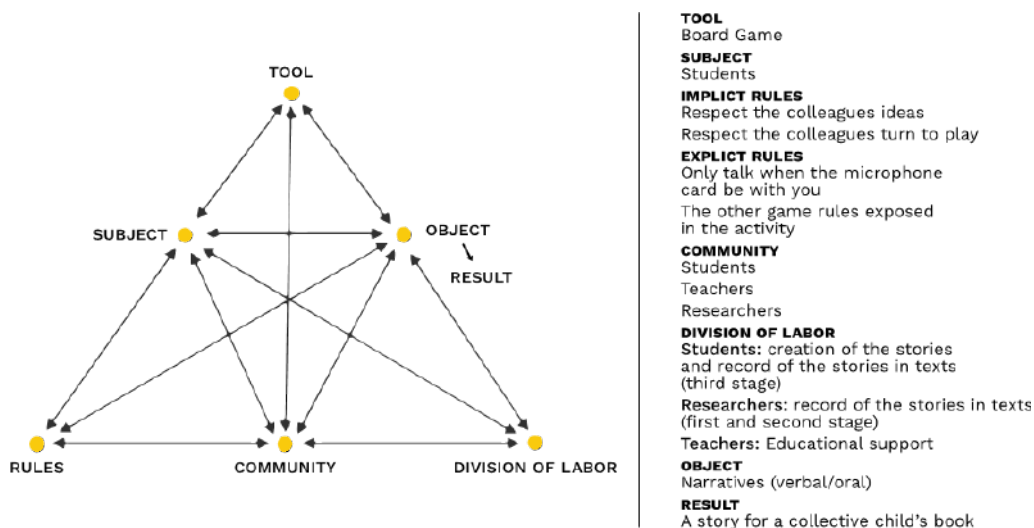 TOOL
SUBJECT
OBJECT
RESULT
RULES
COMMUNITY
DIVISION OF LABOR
TOOL
Board Game
SUBJECT
Students
IMPLICT RULES
Respect the colleagues ideas
Respect the colleagues turn to play
EXPLICT RULES
Only talk when the microphone
card be with you
The other game rules exposed
in the activity
COMMUNITY
Students
Teachers
Researchers
DIVISION OF LABOR
Students: creation of the stories
and record of the stories in texts
(third stage)
Researchers: record of the stories in texts
(first and second stage)
Teachers: Educational support
OBJECT
Narratives (verbal/oral)
RESULT
A story for a collective child's book